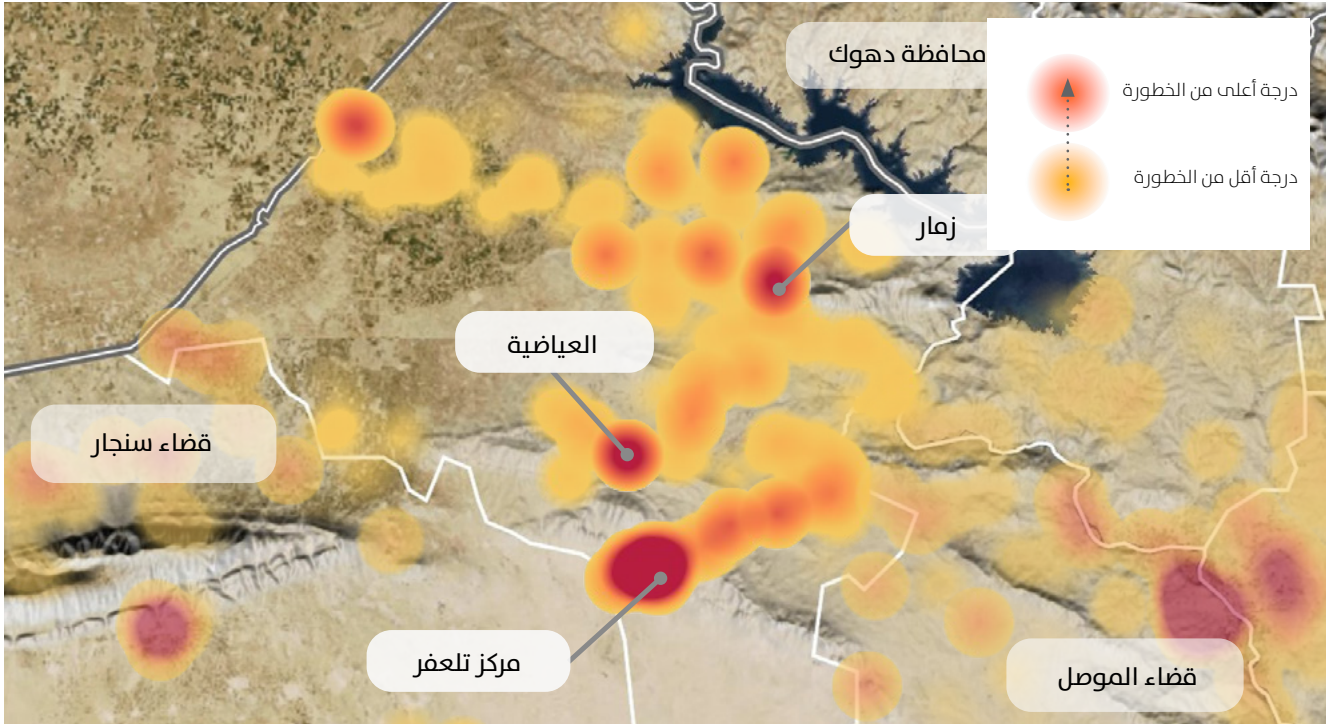 محافظة دهوك
درجة أعلى من الخطورة
درجة أقل من الخطورة
زمار
العياضية
قضاء سنجار
مركز تلعفر
قضاء الموصل